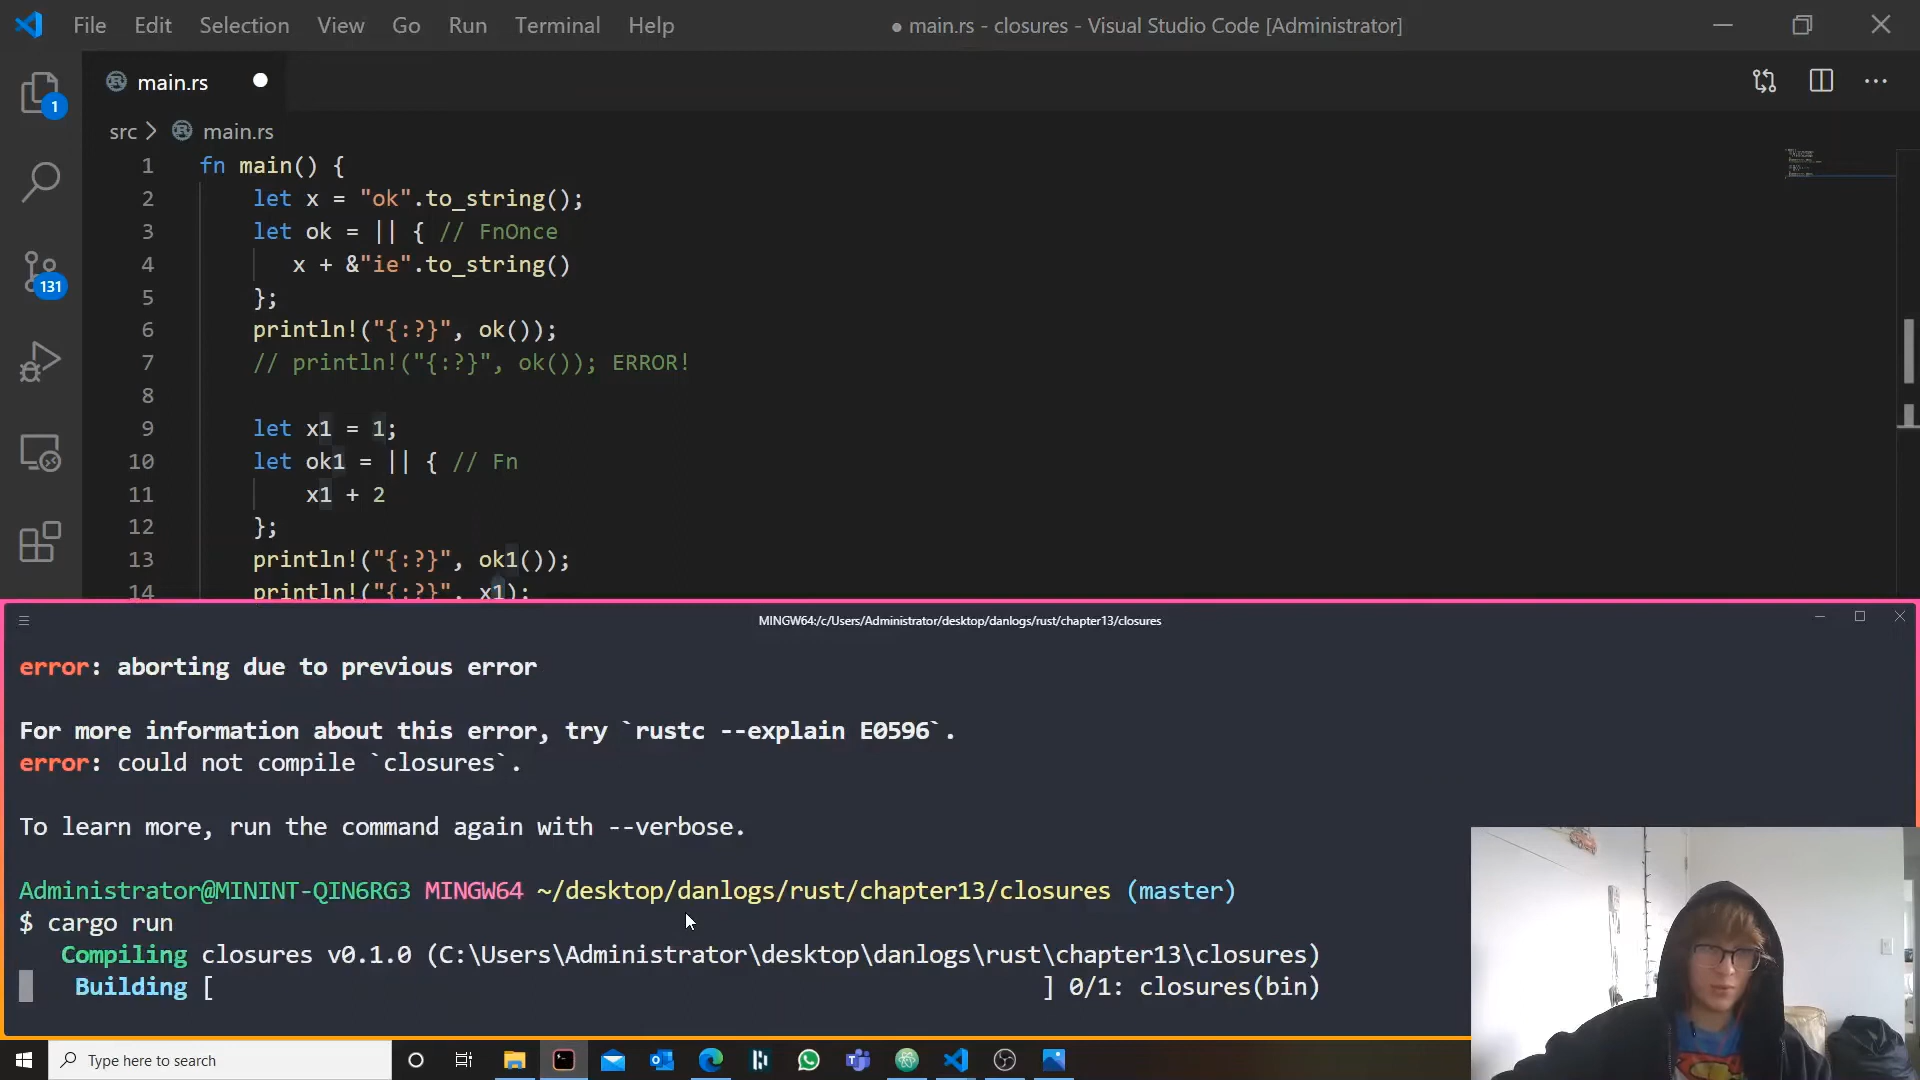 File Edit Selection View Go Run Terminal Help
● main.rs - closures - Visual Studio Code [Administrator]
main.rs
src > main.rs
1
131
1 fn main() {
2 let x = "ok".to_string();
3 let ok = || { // FnOnce
4 x + &"ie".to_string()
5 };
6 println!("{:?}", ok());
7 // println!("{:?}", ok()); ERROR!
8
9 let x1 = 1;
10 let ok1 = || { // Fn
11 x1 + 2
12 };
13 println!("{:?}", ok1());
14 println!("{:?}", x1);
MINGW64:/c/Users/Administrator/desktop/danlogs/rust/chapter13/closures
error: aborting due to previous error
For more information about this error, try `rustc --explain E0596`.
error: could not compile `closures`.
To learn more, run the command again with --verbose.
Administrator@MININT-QIN6RG3 MINGW64 ~/desktop/danlogs/rust/chapter13/closures (master)
$ cargo run
Compiling closures v0.1.0 (C:\Users\Administrator\desktop\danlogs\rust\chapter13\closures)
Building [ ] 0/1: closures(bin)
Type here to search